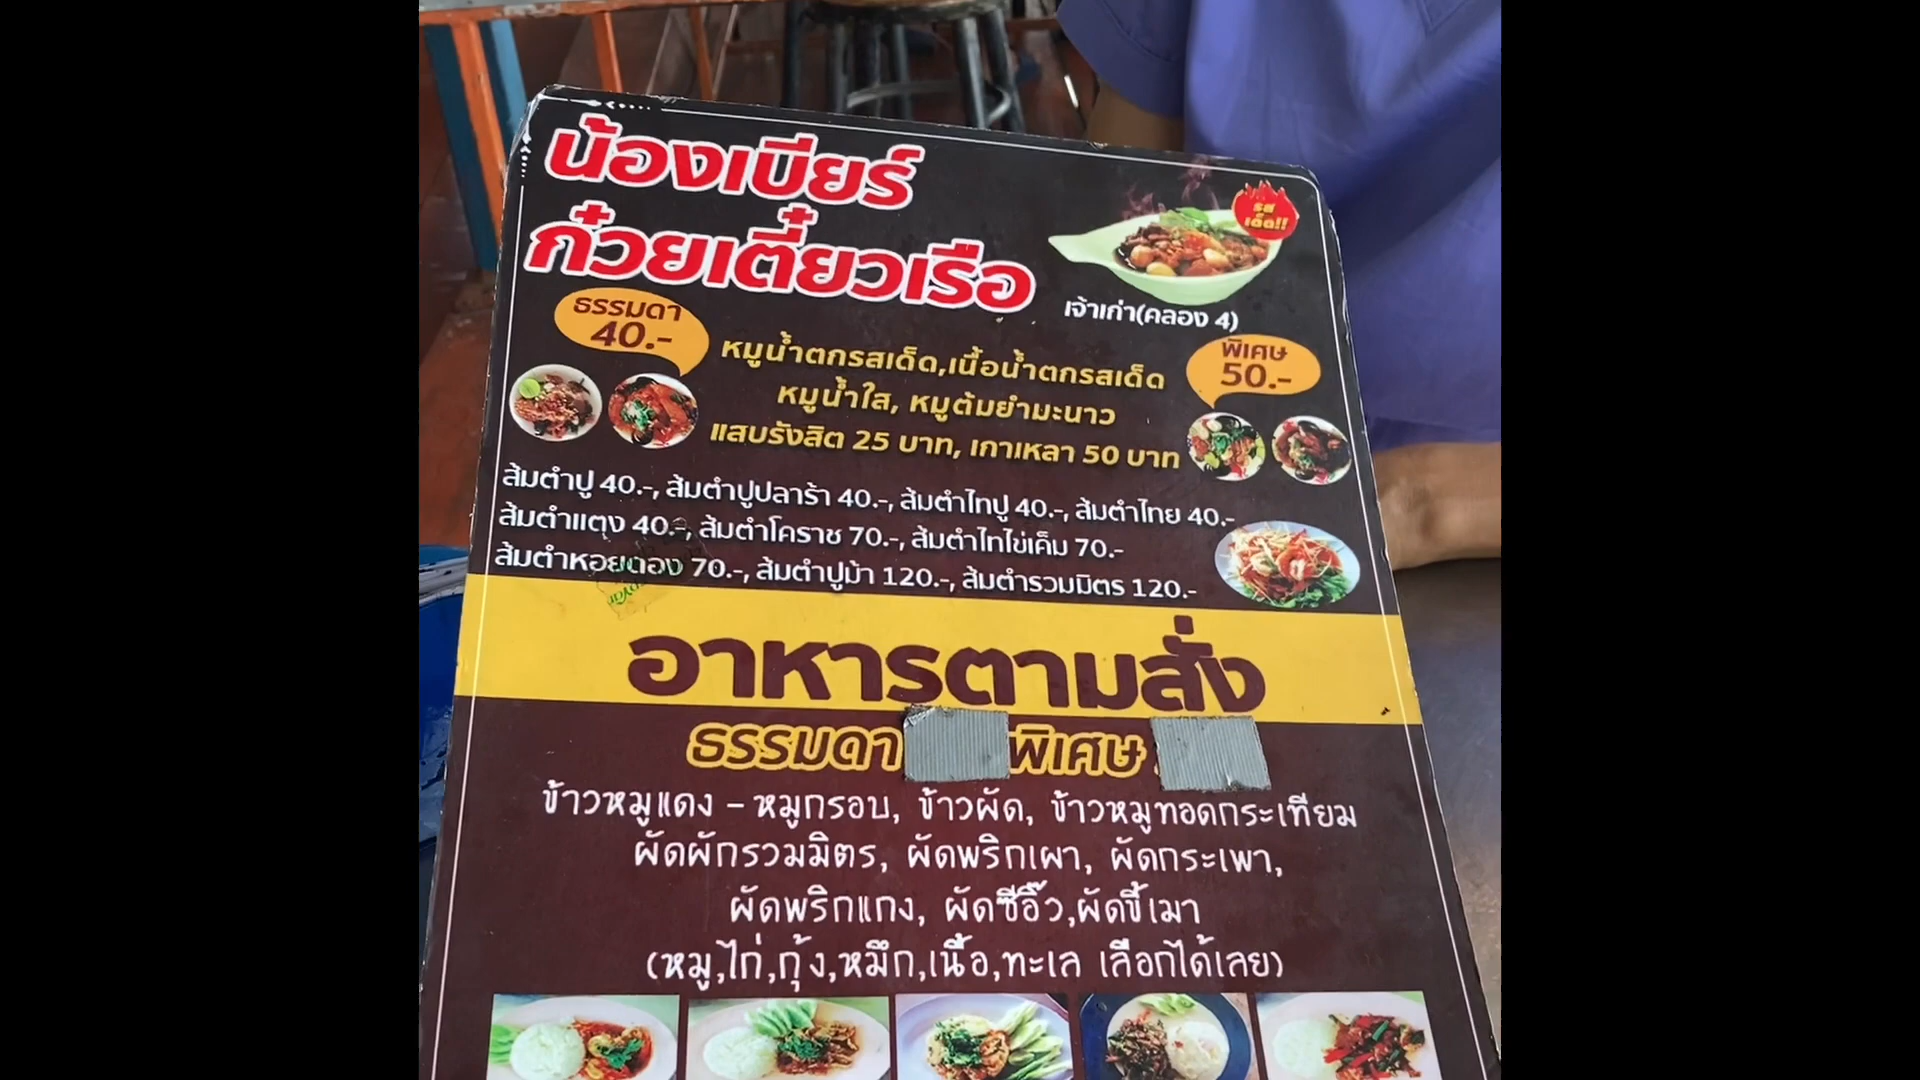 น้องเบียร์
ก๋วยเตี๋ยวเรือ
รส
เด็ด!!
เจ้าเก่า(คลอง 4)
ธรรมดา
40.-
หมูน้ำตกรสเด็ด,เนื้อน้ำตกรสเด็ด
พิเศษ
50.-
หมูน้ำใส, หมูต้มยำมะนาว
แสบรังสิต 25 บาท, เกาเหลา 50 บาท
ส้มตำปู 40.-, ส้มตำปูปลาร้า 40.-, ส้มตำไทปู 40.-, ส้มตำไทย 40.-
ส้มตำแตง 40.-, ส้มตำโคราช 70.-, ส้มตำไทไข่เค็ม 70.-
ส้มตำหอยดอง 70.-, ส้มตำปูม้า 120.-, ส้มตำรวมมิตร 120.-
อาหารตามสั่ง
ธรรมดา พิเศษ
ข้าวหมูแดง - หมูกรอบ, ข้าวผัด, ข้าวหมูทอดกระเทียม
ผัดผักรวมมิตร, ผัดพริกเผา, ผัดกระเพา,
ผัดพริกแกง, ผัดซีอิ๊ว,ผัดขี้เมา
(หมู,ไก่,กุ้ง,หมึก,เนื้อ,ทะเล เลือกได้เลย)